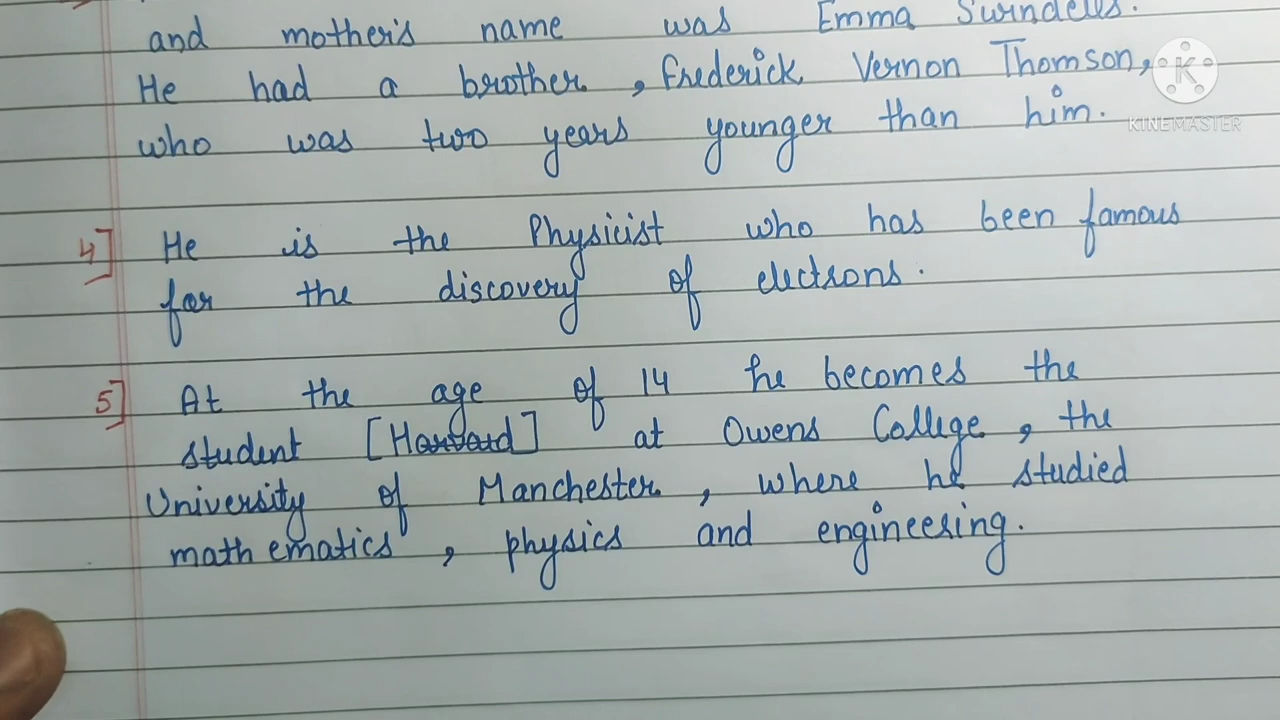 and mother's name was Emma Swindells.
He had a brother, Frederick Vernon Thomson,
who was two years younger than him.
4] He is the Physicist who has been famous
for the discovery of electrons.
5] At the age of 14 he becomes the
student [Harvard] at Owens College, the
University of Manchester, where he studied
mathematics, physics and engineering.
K
KINEMASTER